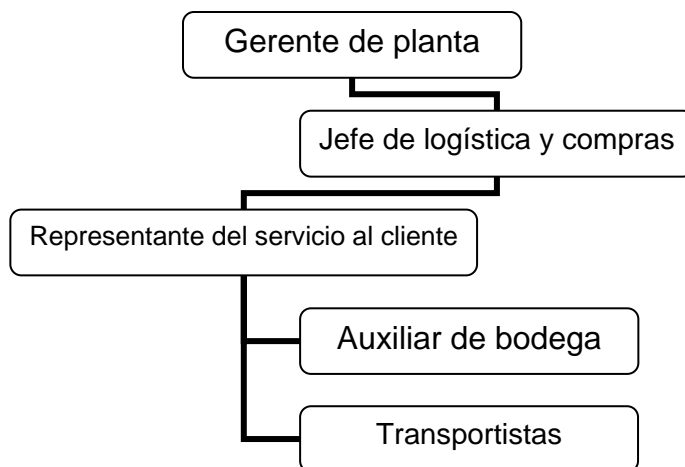 Gerente de planta
Jefe de logística y compras
Representante del servicio al cliente
Auxiliar de bodega
Transportistas